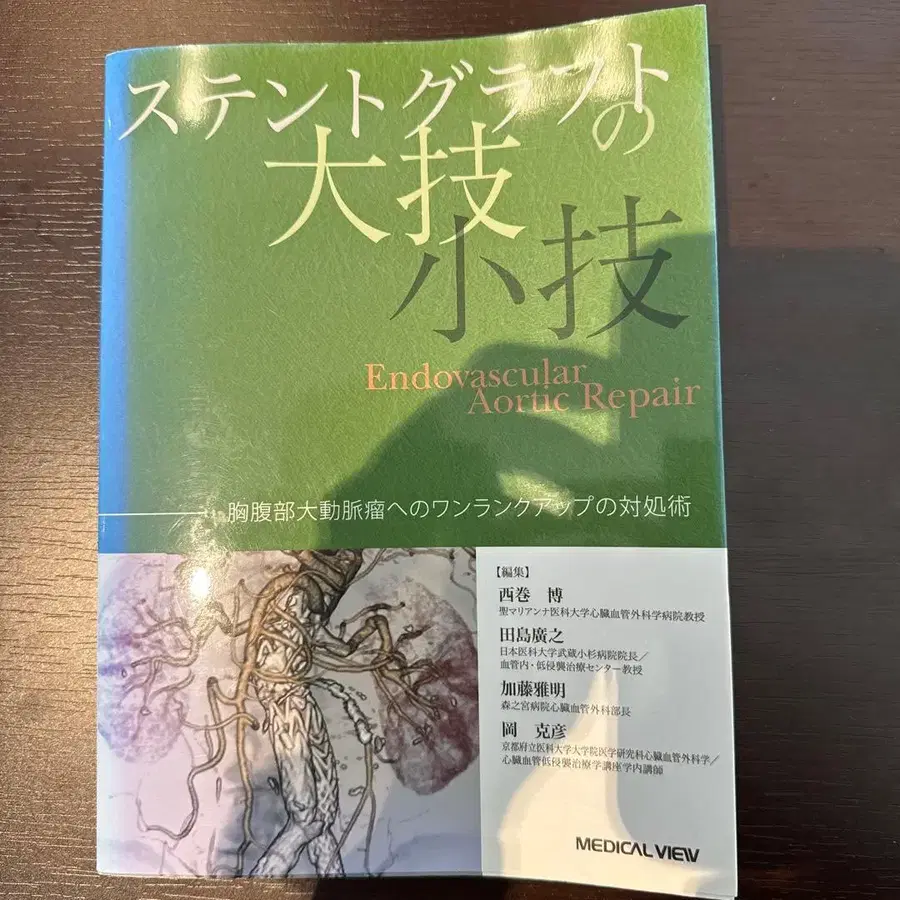 ステントグラフトの
大技
小技
Endovascular
Aortic Repair
胸腹部大動脈瘤へのワンランクアップの対処術
【編集】
西巻 博
聖マリアンナ医科大学心臓血管外科学病院教授
田島廣之
日本医科大学武蔵小杉病院院長／
血管内・低侵襲治療センター教授
加藤雅明
森之宮病院心臓血管外科部長
岡 克彦
京都府立医科大学大学院医学研究科心臓血管外科学／
心臓血管低侵襲治療学講座学内講師
MEDICAL VIEW